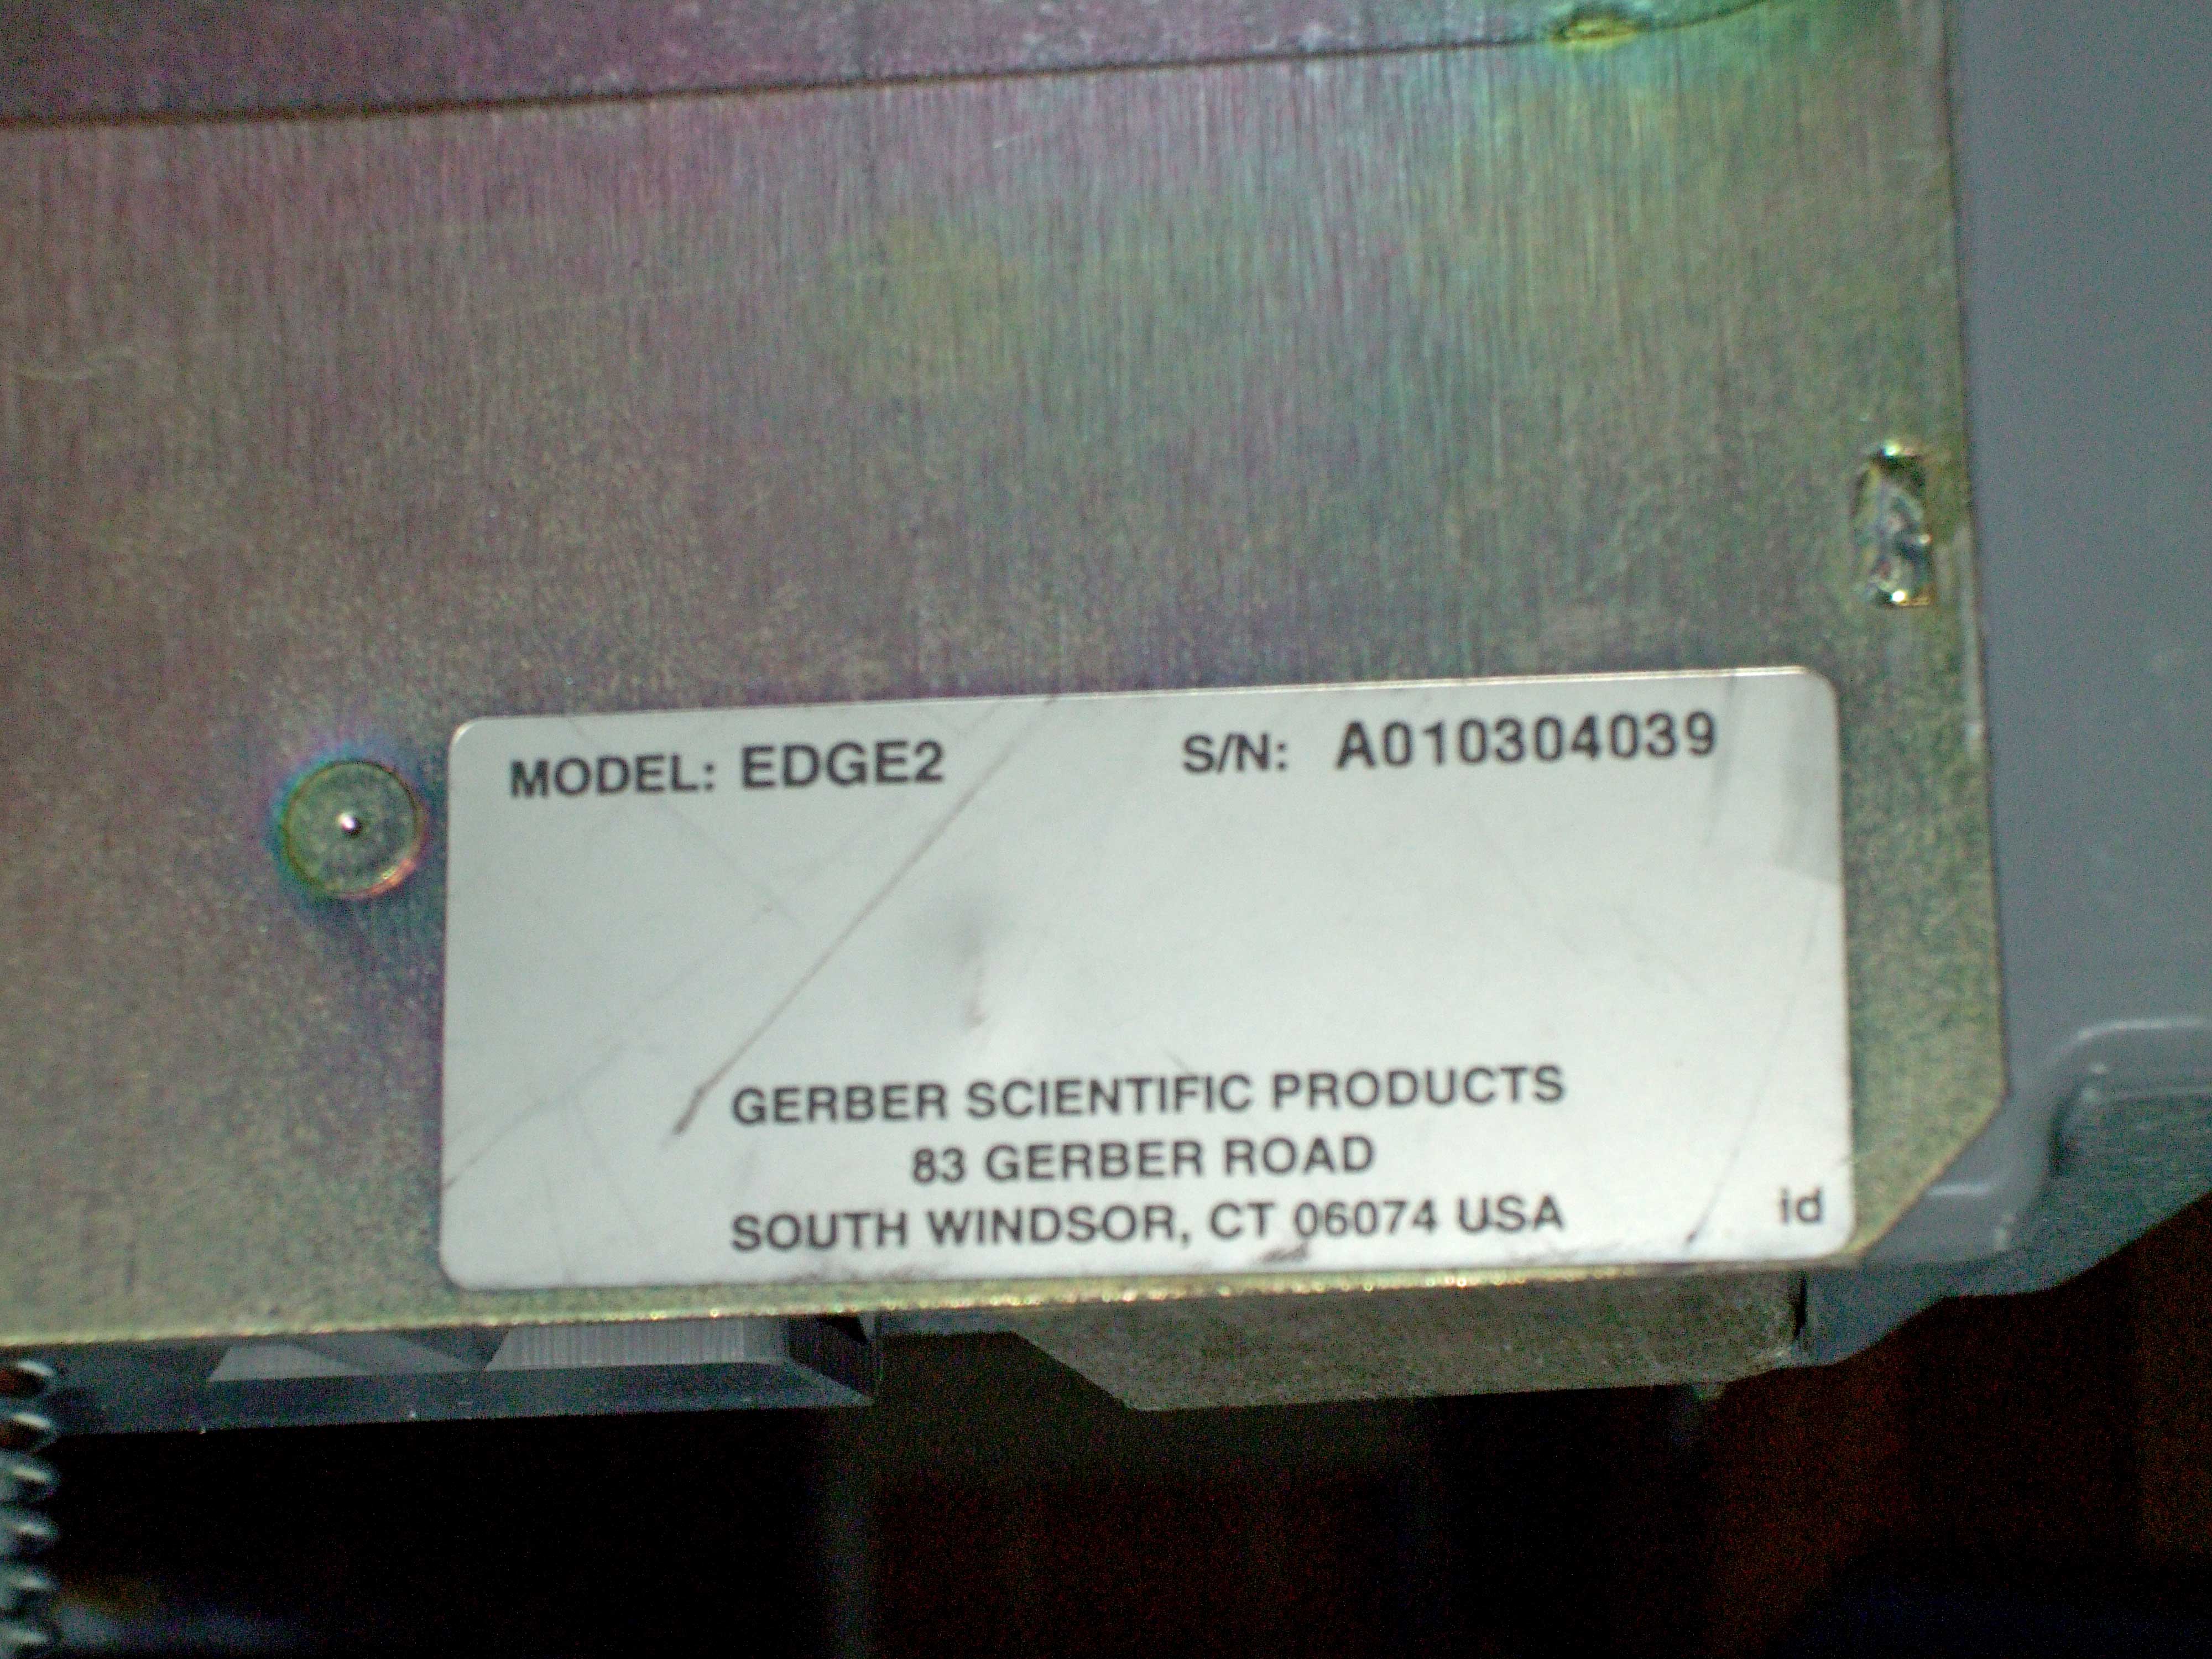 MODEL: EDGE2 S/N: A010304039
GERBER SCIENTIFIC PRODUCTS
83 GERBER ROAD
SOUTH WINDSOR, CT 06074 USA
id